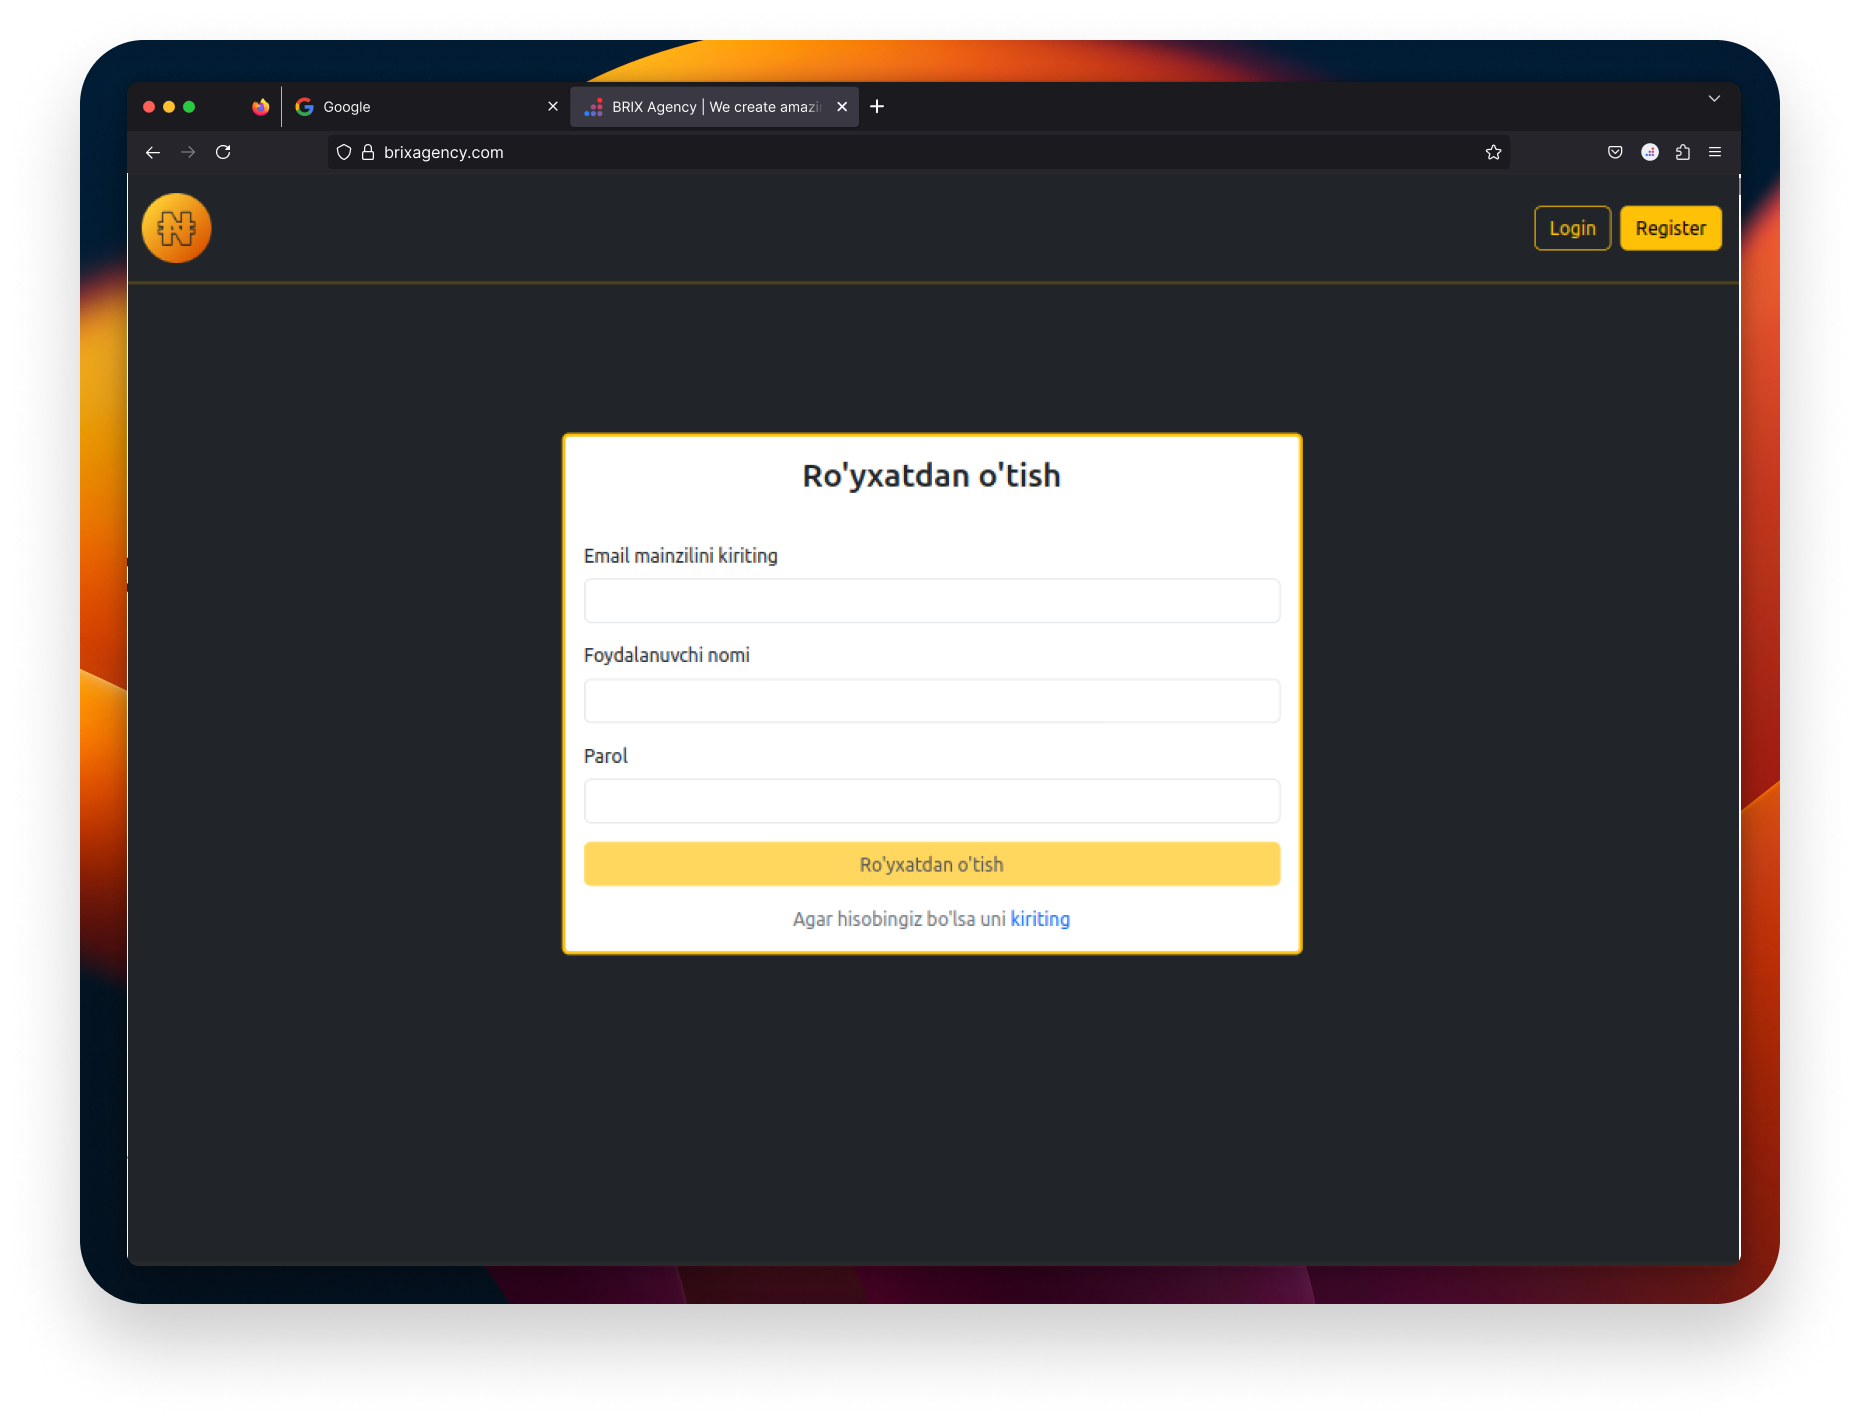 Google
BRIX Agency | We create amazi
brixagency.com
Login
Register
Ro'yxatdan o'tish
Email mainzilini kiriting
Foydalanuvchi nomi
Parol
Ro'yxatdan o'tish
Agar hisobingiz bo'lsa uni kiriting